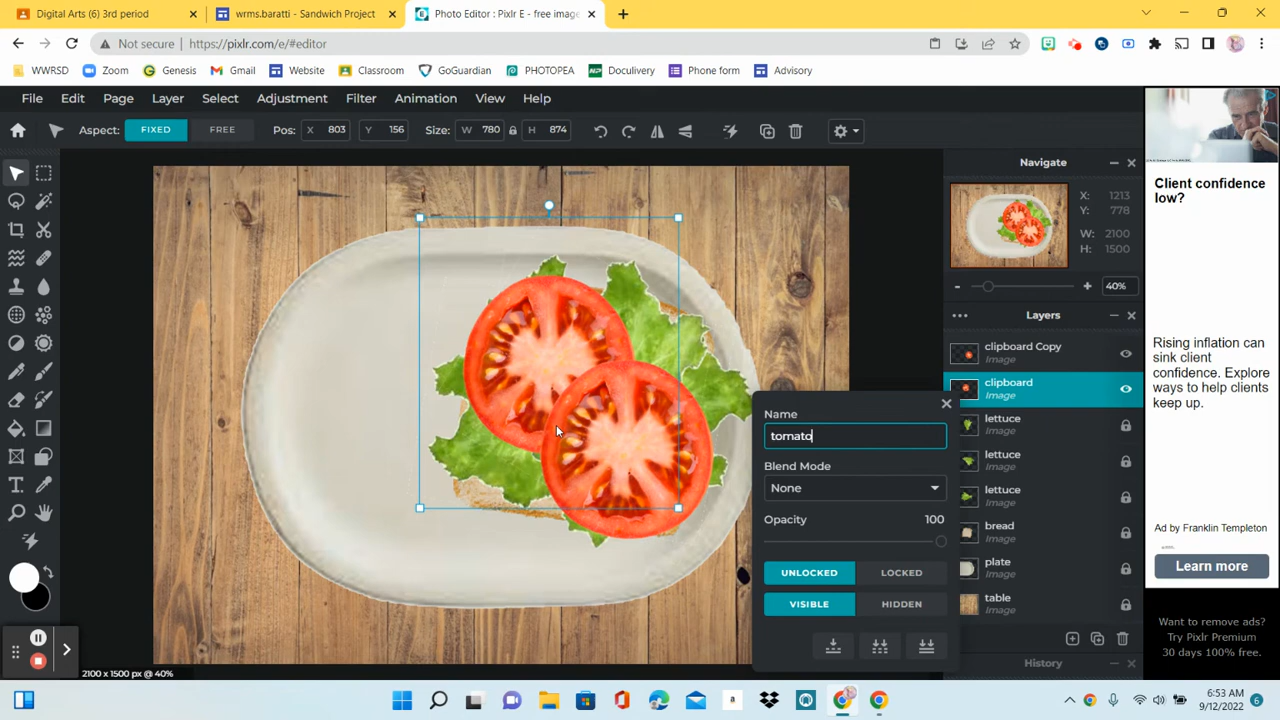 Digital Arts (6) 3rd period
wrms.baratti - Sandwich Project
Photo Editor : Pixlr E - free image
Not secure
https://pixlr.com/e/#editor
WWRSD
Zoom
Genesis
Gmail
Website
Classroom
GoGuardian
PHOTOPEA
Doculivery
Phone form
Advisory
File
Edit
Page
Layer
Select
Adjustment
Filter
Animation
View
Help
Aspect:
FIXED
FREE
Pos:
X 803
Y 156
Size:
W 780
H 874
Navigate
X: 1213
Y: 778
W: 2100
H: 1500
40%
Layers
clipboard Copy
Image
clipboard
Image
lettuce
Image
lettuce
Image
lettuce
Image
bread
Image
plate
Image
table
Image
History
Name
tomato
Blend Mode
None
Opacity
100
UNLOCKED
LOCKED
VISIBLE
HIDDEN
2100 x 1500 px @ 40%
Client confidence
low?
Rising inflation can
sink client
confidence. Explore
ways to help clients
keep up.
Ad by Franklin Templeton
Learn more
Want to remove ads?
Try Pixlr Premium
30 days 100% free.
6:53 AM
9/12/2022
6